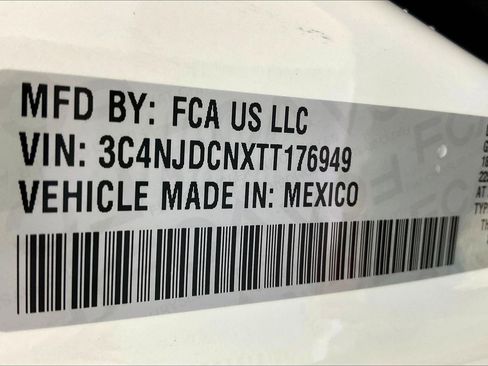 MFD BY: FCA US LLC
VIN: 3C4NJDCNXTT176949
VEHICLE MADE IN: MEXICO